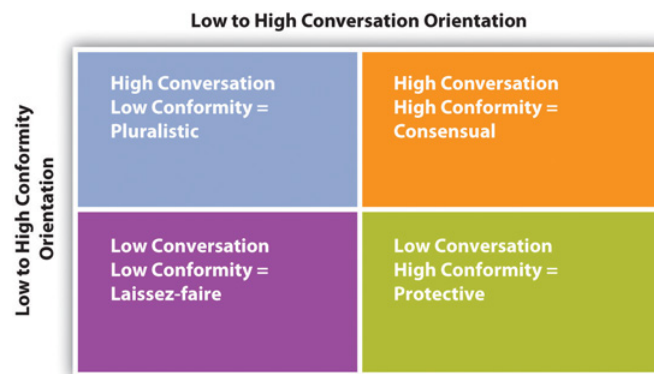 Low to High Conversation Orientation
Low to High Conformity
Orientation
High Conversation
Low Conformity =
Pluralistic
High Conversation
High Conformity =
Consensual
Low Conversation
Low Conformity =
Laissez-faire
Low Conversation
High Conformity =
Protective